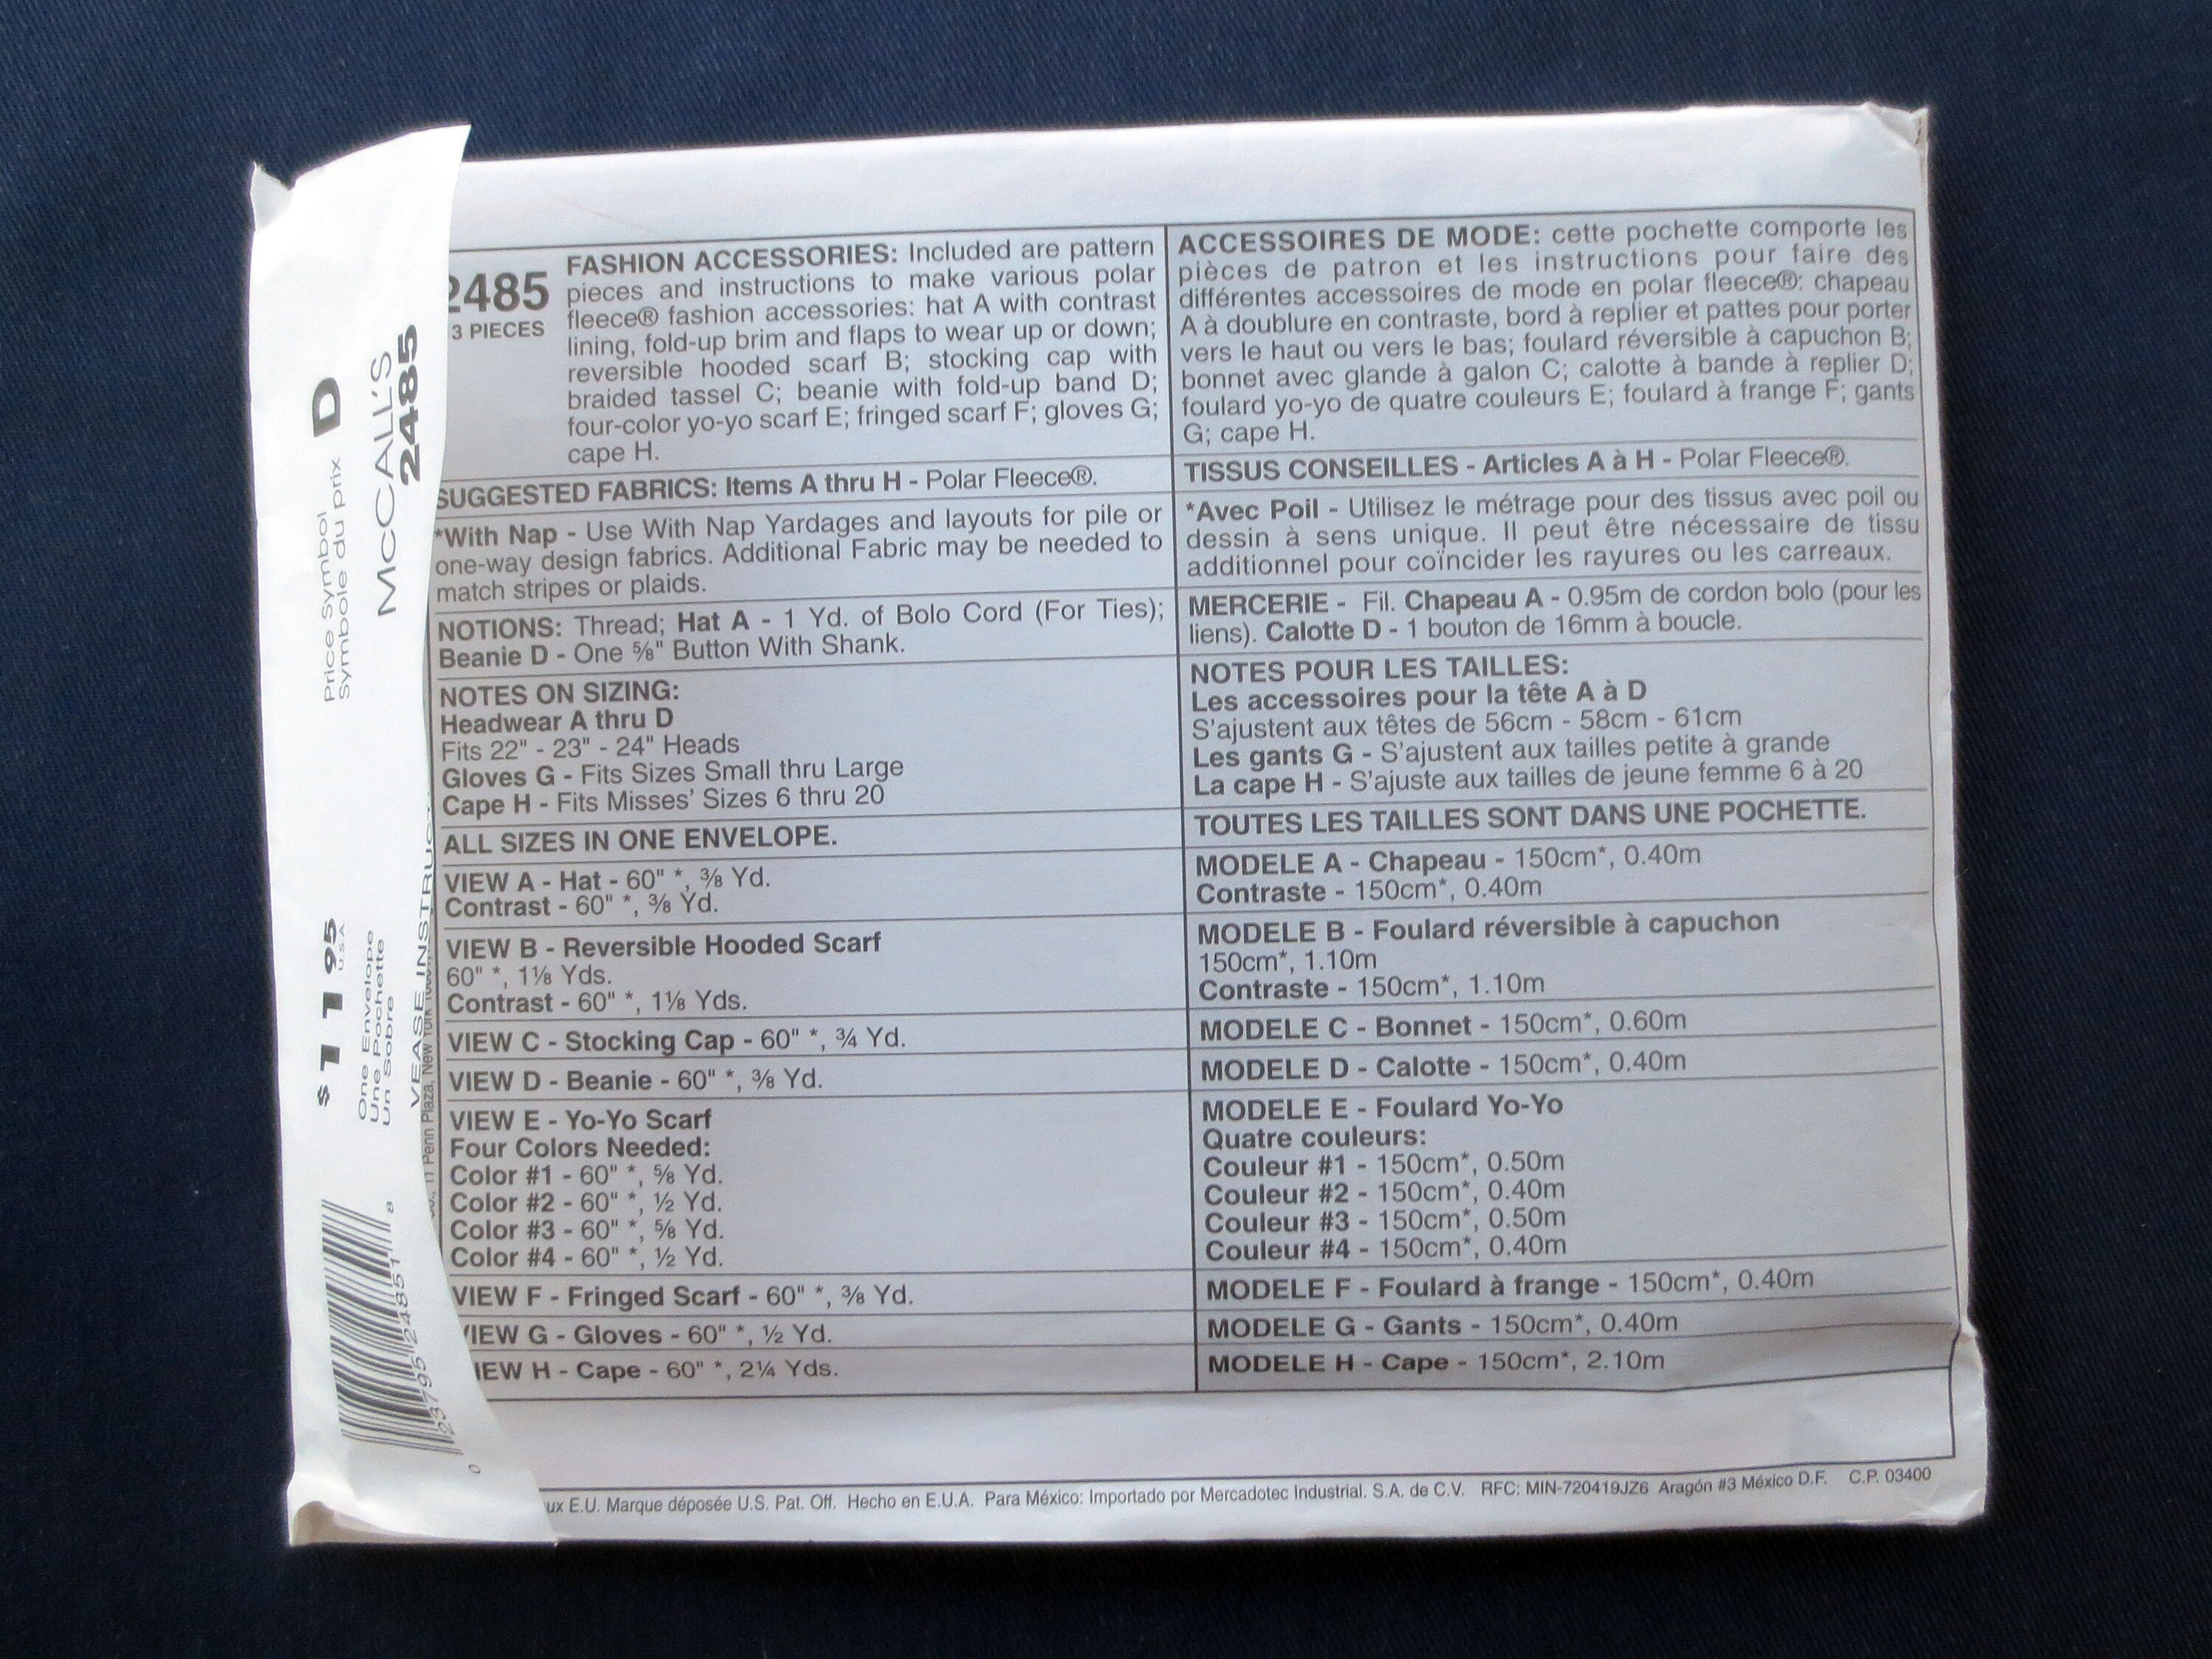 Price Symbol D
Symbole du prix
McCALL'S
2485
$11 95
U.S.A.
One Envelope
Une Pochette
Un Sobre
VEASE
11 Penn Plaza, New York
23795 24851 8
0
2485
3 PIECES
FASHION ACCESSORIES: Included are pattern
pieces and instructions to make various polar
fleece® fashion accessories: hat A with contrast
lining, fold-up brim and flaps to wear up or down;
reversible hooded scarf B; stocking cap with
braided tassel C; beanie with fold-up band D;
four-color yo-yo scarf E; fringed scarf F; gloves G;
cape H.
SUGGESTED FABRICS: Items A thru H - Polar Fleece®.
*With Nap - Use With Nap Yardages and layouts for pile or
one-way design fabrics. Additional Fabric may be needed to
match stripes or plaids.
NOTIONS: Thread; Hat A - 1 Yd. of Bolo Cord (For Ties);
Beanie D - One ⅝" Button With Shank.
NOTES ON SIZING:
Headwear A thru D
Fits 22" - 23" - 24" Heads
Gloves G - Fits Sizes Small thru Large
Cape H - Fits Misses' Sizes 6 thru 20
ALL SIZES IN ONE ENVELOPE.
VIEW A - Hat - 60" *, ⅜ Yd.
Contrast - 60" *, ⅜ Yd.
VIEW B - Reversible Hooded Scarf
60" *, 1⅛ Yds.
Contrast - 60" *, 1⅛ Yds.
VIEW C - Stocking Cap - 60" *, ¾ Yd.
VIEW D - Beanie - 60" *, ⅜ Yd.
VIEW E - Yo-Yo Scarf
Four Colors Needed:
Color #1 - 60" *, ⅝ Yd.
Color #2 - 60" *, ½ Yd.
Color #3 - 60" *, ⅝ Yd.
Color #4 - 60" *, ½ Yd.
VIEW F - Fringed Scarf - 60" *, ⅜ Yd.
VIEW G - Gloves - 60" *, ½ Yd.
IEW H - Cape - 60" *, 2¼ Yds.
ACCESSOIRES DE MODE: cette pochette comporte les
pièces de patron et les instructions pour faire des
différentes accessoires de mode en polar fleece®: chapeau
A à doublure en contraste, bord à replier et pattes pour porter
vers le haut ou vers le bas; foulard réversible à capuchon B;
bonnet avec glande à galon C; calotte à bande à replier D;
foulard yo-yo de quatre couleurs E; foulard à frange F; gants
G; cape H.
TISSUS CONSEILLES - Articles A à H - Polar Fleece®.
*Avec Poil - Utilisez le métrage pour des tissus avec poil ou
dessin à sens unique. Il peut être nécessaire de tissu
additionnel pour coïncider les rayures ou les carreaux.
MERCERIE - Fil. Chapeau A - 0.95m de cordon bolo (pour les
liens). Calotte D - 1 bouton de 16mm à boucle.
NOTES POUR LES TAILLES:
Les accessoires pour la tête A à D
S'ajustent aux têtes de 56cm - 58cm - 61cm
Les gants G - S'ajustent aux tailles petite à grande
La cape H - S'ajuste aux tailles de jeune femme 6 à 20
TOUTES LES TAILLES SONT DANS UNE POCHETTE.
MODELE A - Chapeau - 150cm*, 0.40m
Contraste - 150cm*, 0.40m
MODELE B - Foulard réversible à capuchon
150cm*, 1.10m
Contraste - 150cm*, 1.10m
MODELE C - Bonnet - 150cm*, 0.60m
MODELE D - Calotte - 150cm*, 0.40m
MODELE E - Foulard Yo-Yo
Quatre couleurs:
Couleur #1 - 150cm*, 0.50m
Couleur #2 - 150cm*, 0.40m
Couleur #3 - 150cm*, 0.50m
Couleur #4 - 150cm*, 0.40m
MODELE F - Foulard à frange - 150cm*, 0.40m
MODELE G - Gants - 150cm*, 0.40m
MODELE H - Cape - 150cm*, 2.10m
ux E.U. Marque déposée U.S. Pat. Off. Hecho en E.U.A. Para México: Importado por Mercadotec Industrial. S.A. de C.V. RFC: MIN-720419JZ6 Aragón #3 México D.F. C.P. 03400